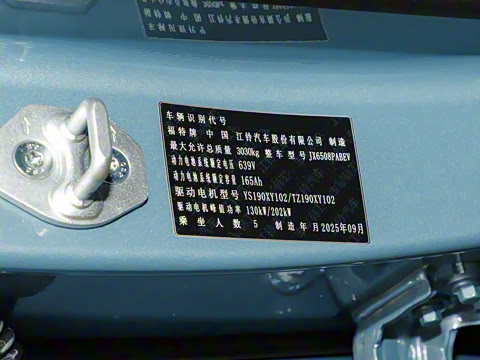 车辆识别代号
福特牌 中国 江铃汽车股份有限公司 制造
最大允许总质量 3030kg 整车型号 JX6508PABEV
动力电池系统额定电压 639V
动力电池系统额定容量 165Ah
驱动电机型号 YS190XY102/TZ190XY102
驱动电机峰值功率 130kW/202kW
乘坐人数 5 制造年月 2025年09月